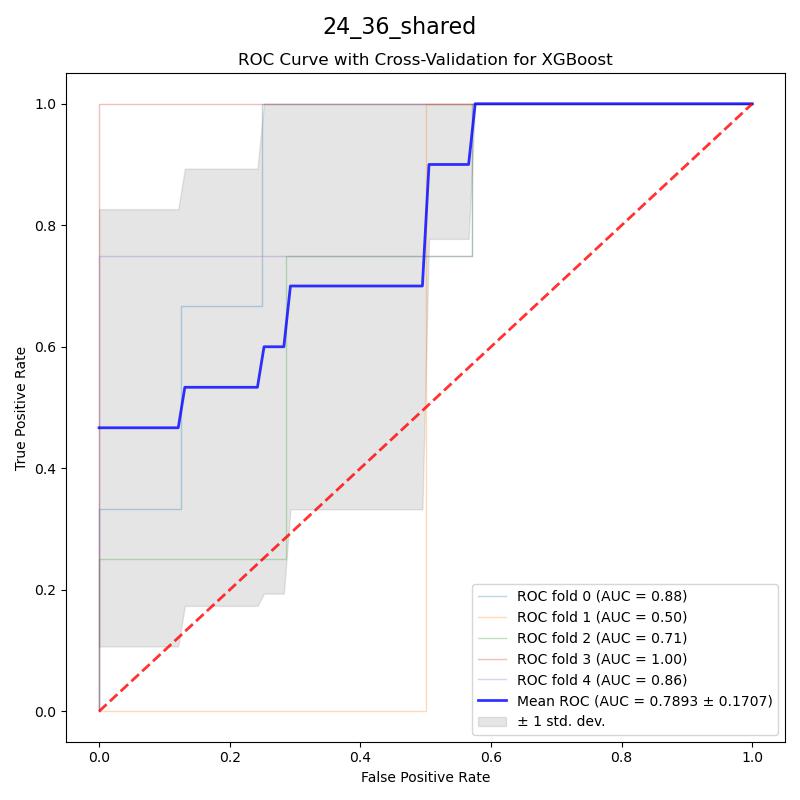 24_36_shared
ROC Curve with Cross-Validation for XGBoost
True Positive Rate
1.0
0.8
0.6
0.4
0.2
0.0
ROC fold 0 (AUC = 0.88)
ROC fold 1 (AUC = 0.50)
ROC fold 2 (AUC = 0.71)
ROC fold 3 (AUC = 1.00)
ROC fold 4 (AUC = 0.86)
Mean ROC (AUC = 0.7893 ± 0.1707)
± 1 std. dev.
0.0 0.2 0.4 0.6 0.8 1.0
False Positive Rate